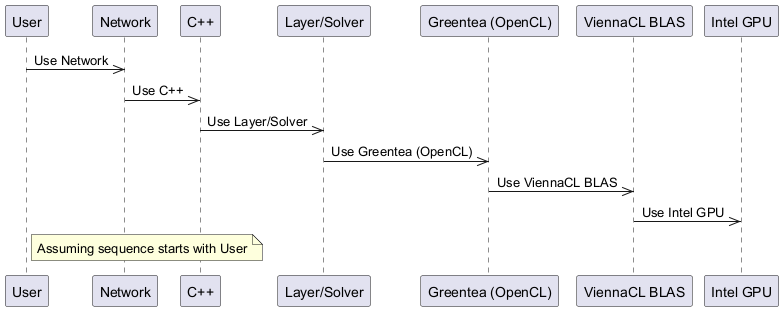 User Network C++ Layer/Solver Greentea (OpenCL) ViennaCL BLAS Intel GPU
Use Network
Use C++
Use Layer/Solver
Use Greentea (OpenCL)
Use ViennaCL BLAS
Use Intel GPU
Assuming sequence starts with User
User Network C++ Layer/Solver Greentea (OpenCL) ViennaCL BLAS Intel GPU